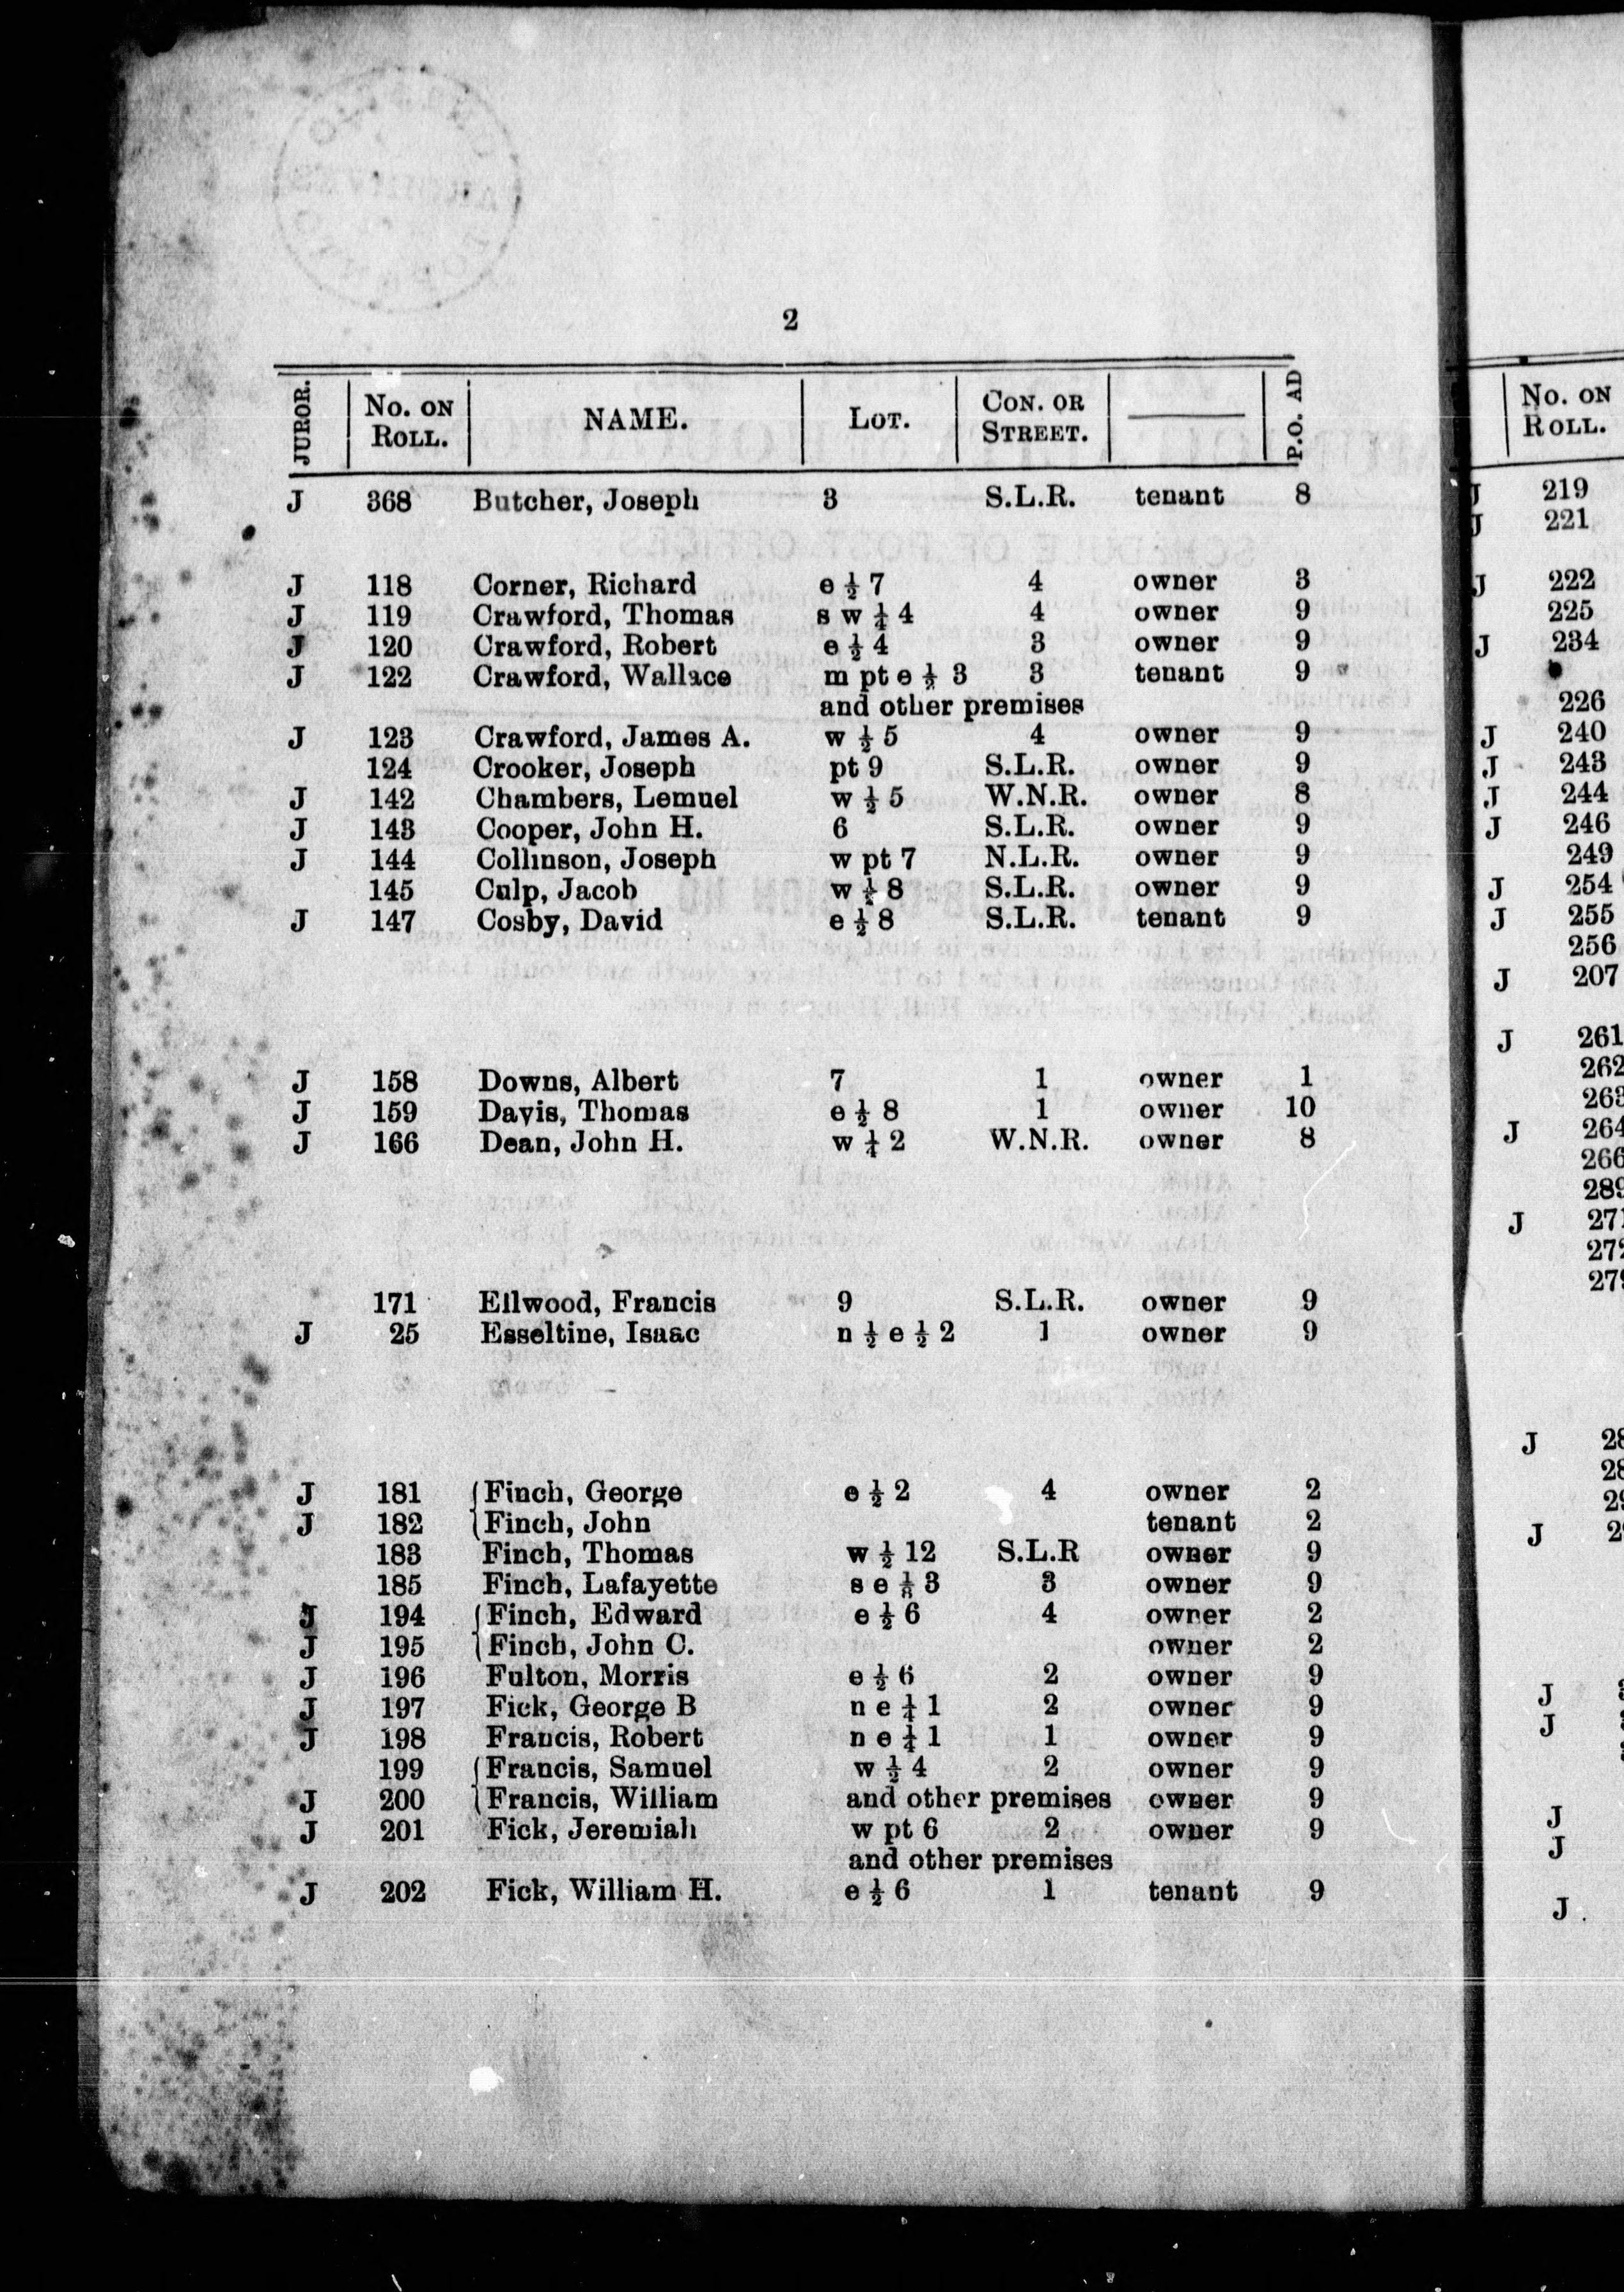 2
JUROR. No. ON ROLL. NAME. LOT. CON. OR STREET. P.O. AD
J 368 Butcher, Joseph 3 S.L.R. tenant 8
J 118 Corner, Richard e ½ 7 4 owner 3
J 119 Crawford, Thomas s w ¼ 4 4 owner 9
J 120 Crawford, Robert e ½ 4 3 owner 9
J 122 Crawford, Wallace m pt e ½ 3 3 tenant 9
and other premises
J 123 Crawford, James A. w ½ 5 4 owner 9
124 Crooker, Joseph pt 9 S.L.R. owner 9
J 142 Chambers, Lemuel w ½ 5 W.N.R. owner 8
J 143 Cooper, John H. 6 S.L.R. owner 9
J 144 Collinson, Joseph w pt 7 N.L.R. owner 9
145 Culp, Jacob w ½ 8 S.L.R. owner 9
J 147 Cosby, David e ½ 8 S.L.R. tenant 9
J 158 Downs, Albert 7 1 owner 1
J 159 Davis, Thomas e ½ 8 1 owner 10
J 166 Dean, John H. w ¼ 2 W.N.R. owner 8
171 Ellwood, Francis 9 S.L.R. owner 9
J 25 Esseltine, Isaac n ½ e ½ 2 1 owner 9
J 181 {Finch, George e ½ 2 4 owner 2
J 182 {Finch, John tenant 2
183 Finch, Thomas w ½ 12 S.L.R owner 9
185 Finch, Lafayette s e ⅛ 3 3 owner 9
J 194 {Finch, Edward e ½ 6 4 owner 2
J 195 {Finch, John C. owner 2
J 196 Fulton, Morris e ½ 6 2 owner 9
J 197 Fick, George B n e ¼ 1 2 owner 9
J 198 Francis, Robert n e ¼ 1 1 owner 9
199 {Francis, Samuel w ½ 4 2 owner 9
J 200 {Francis, William and other premises owner 9
J 201 Fick, Jeremiah w pt 6 2 owner 9
and other premises
J 202 Fick, William H. e ½ 6 1 tenant 9
No. ON ROLL.
J 219
J 221
J 222
225
J 234
226
J 240
J 243
J 244
J 246
249
J 254
J 255
256
J 207
J 261
262
263
J 264
266
J
J
J
J
J
J
J
J
J